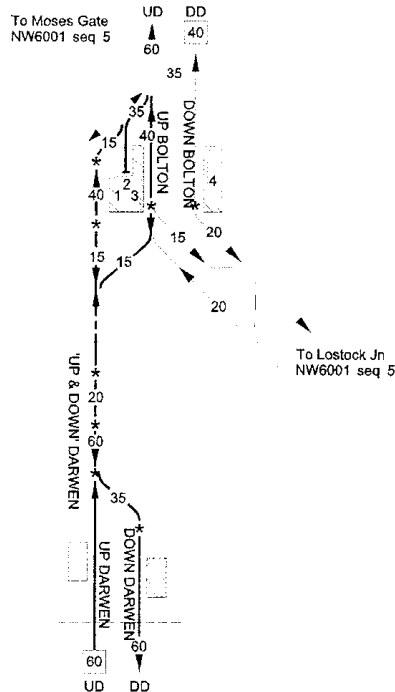 To Moses Gate
NW6001 seq 5
UD
DD
60
40
35
35
15
40
UP BOLTON
DOWN BOLTON
2
1
3
4
40
15
20
15
15
20
To Lostock Jn
NW6001 seq 5
'UP & DOWN' DARWEN
20
60
35
UP DARWEN
DOWN DARWEN
60
60
UD
DD